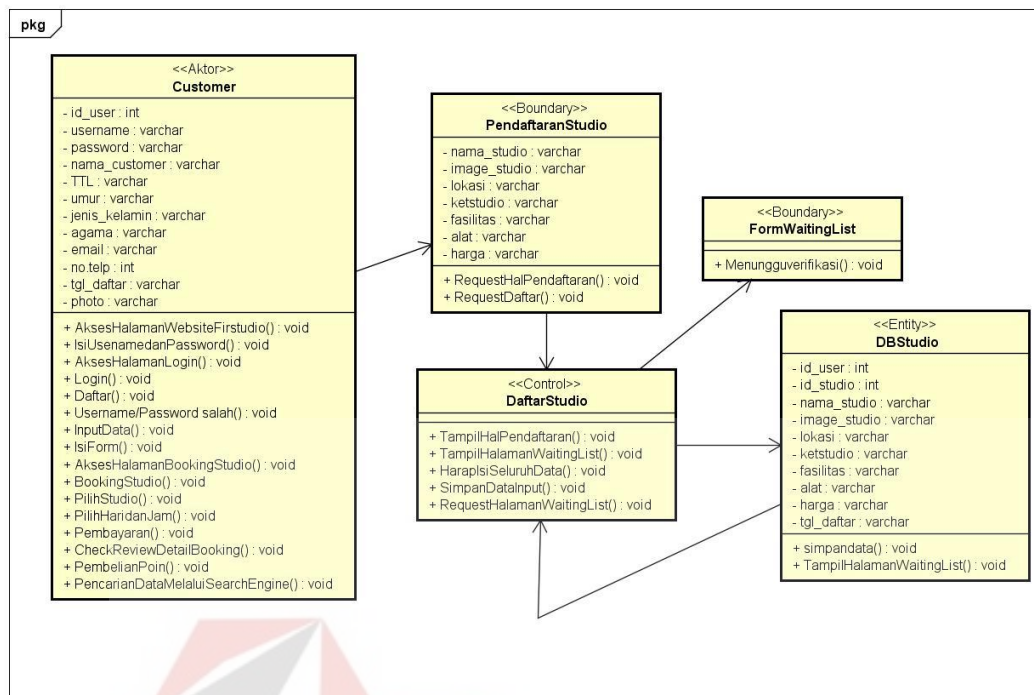 pkg
<<Aktor>>
Customer
- id_user : int
- username : varchar
- password : varchar
- nama_customer : varchar
- TTL : varchar
- umur : varchar
- jenis_kelamin : varchar
- agama : varchar
- email : varchar
- no.telp : int
- tgl_daftar : varchar
- photo : varchar
+ AksesHalamanWebsiteFirstudio() : void
+ IsiUsenamedanPassword() : void
+ AksesHalamanLogin() : void
+ Login() : void
+ Daftar() : void
+ Username/Password salah() : void
+ InputData() : void
+ IsiForm() : void
+ AksesHalamanBookingStudio() : void
+ BookingStudio() : void
+ PilihStudio() : void
+ PilihHaridanJam() : void
+ Pembayaran() : void
+ CheckReviewDetailBooking() : void
+ PembelianPoin() : void
+ PencarianDataMelaluiSearchEngine() : void
<<Boundary>>
PendaftaranStudio
- nama_studio : varchar
- image_studio : varchar
- lokasi : varchar
- ketstudio : varchar
- fasilitas : varchar
- alat : varchar
- harga : varchar
+ RequestHalPendaftaran() : void
+ RequestDaftar() : void
<<Boundary>>
FormWaitingList
+ Menungguverifikasi() : void
<<Control>>
DaftarStudio
+ TampilHalPendaftaran() : void
+ TampilHalamanWaitingList() : void
+ HarapIsiSeluruhData() : void
+ SimpanDataInput() : void
+ RequestHalamanWaitingList() : void
<<Entity>>
DBStudio
- id_user : int
- id_studio : int
- nama_studio : varchar
- image_studio : varchar
- lokasi : varchar
- ketstudio : varchar
- fasilitas : varchar
- alat : varchar
- harga : varchar
- tgl_daftar : varchar
+ simpandata() : void
+ TampilHalamanWaitingList() : void